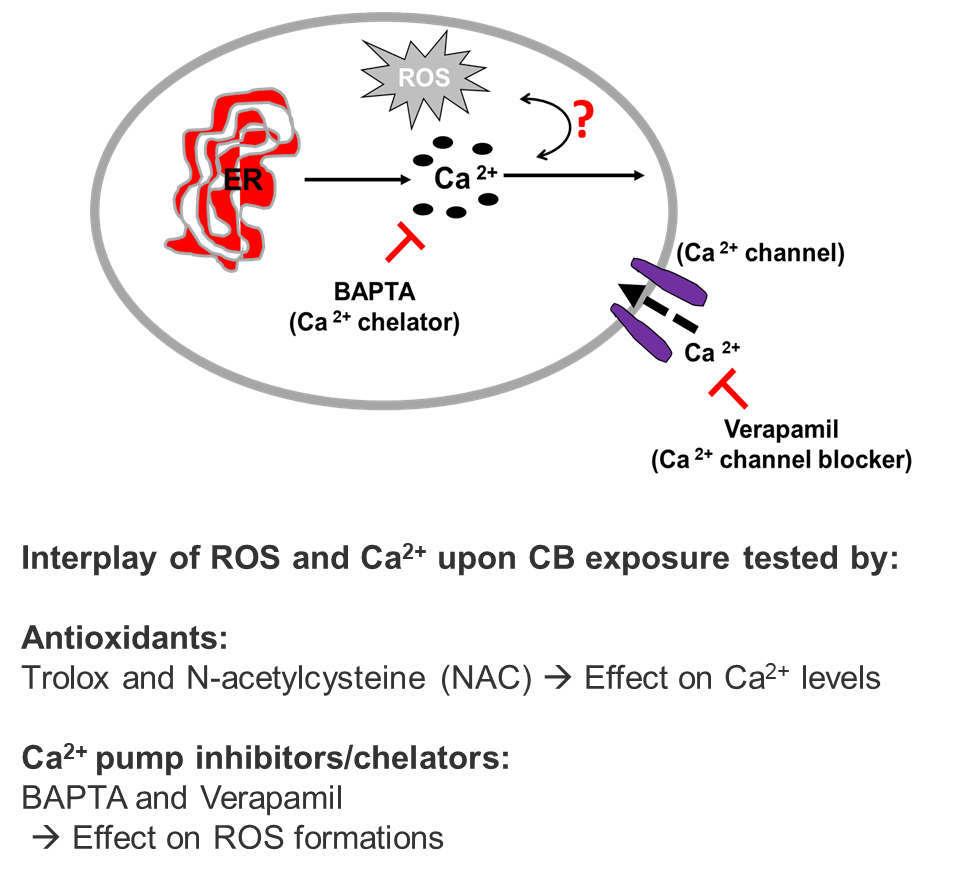 ROS
?
ER
Ca 2+
(Ca 2+ channel)
BAPTA
(Ca 2+ chelator)
Ca 2+
Verapamil
(Ca 2+ channel blocker)
Interplay of ROS and Ca2+ upon CB exposure tested by:
Antioxidants:
Trolox and N-acetylcysteine (NAC) → Effect on Ca2+ levels
Ca2+ pump inhibitors/chelators:
BAPTA and Verapamil
→ Effect on ROS formations